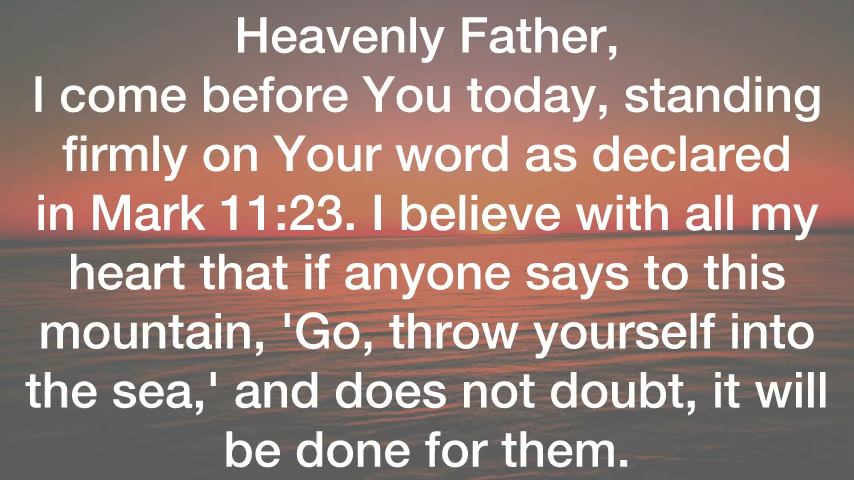 Heavenly Father,
I come before You today, standing
firmly on Your word as declared
in Mark 11:23. I believe with all my
heart that if anyone says to this
mountain, 'Go, throw yourself into
the sea,' and does not doubt, it will
be done for them.